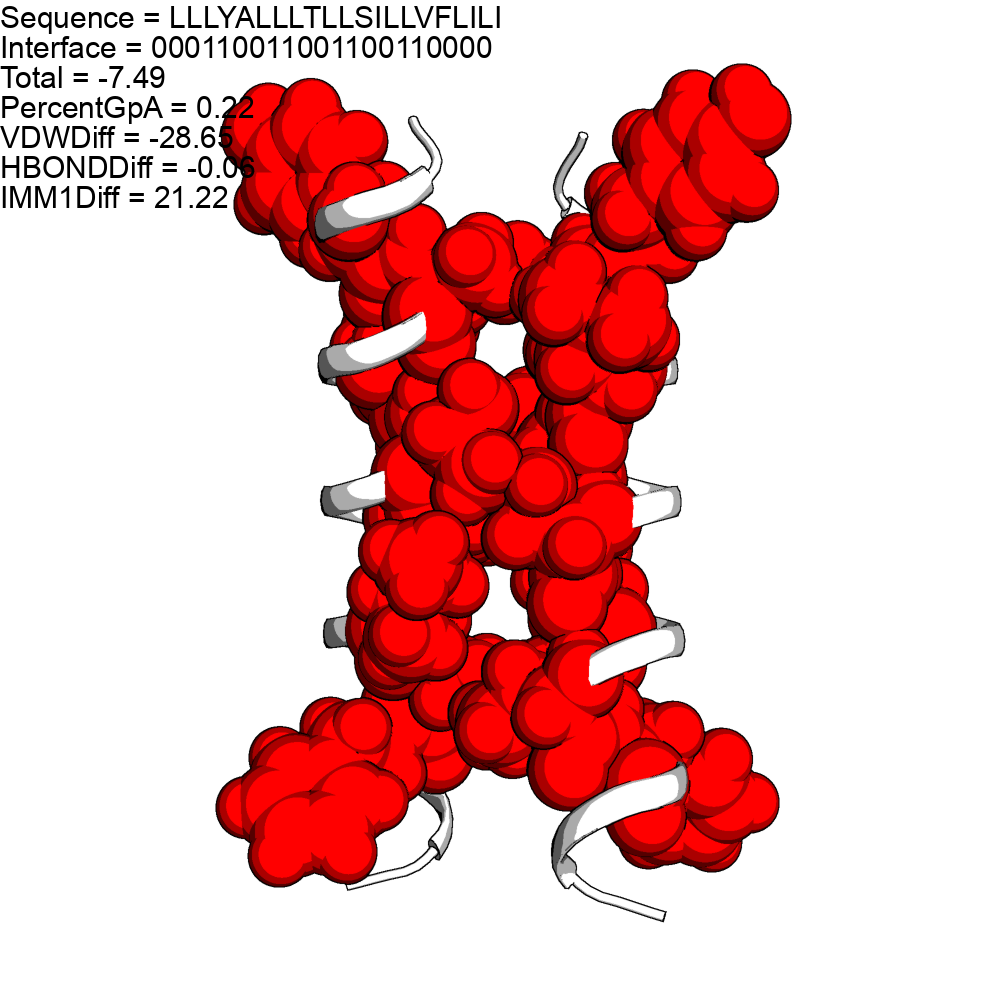 Sequence = LLLYALLLTLLSILLVFLILI
Interface = 000110011001100110000
Total = -7.49
PercentGpA = 0.22
VDWDiff = -28.65
HBONDDiff = -0.06
IMM1Diff = 21.22